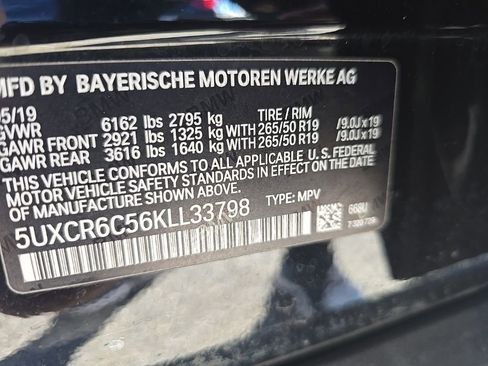 MFD BY BAYERISCHE MOTOREN WERKE AG
05/19
GVWR 6162 lbs 2795 kg TIRE / RIM
GAWR FRONT 2921 lbs 1325 kg WITH 265/50 R19 /9.0J x 19
GAWR REAR 3616 lbs 1640 kg WITH 265/50 R19 /9.0J x 19
THIS VEHICLE CONFORMS TO ALL APPLICABLE U.S. FEDERAL
MOTOR VEHICLE SAFETY STANDARDS IN EFFECT ON THE DATE
OF MANUFACTURE SHOWN ABOVE.
5UXCR6C56KLL33798 TYPE: MPV
668U